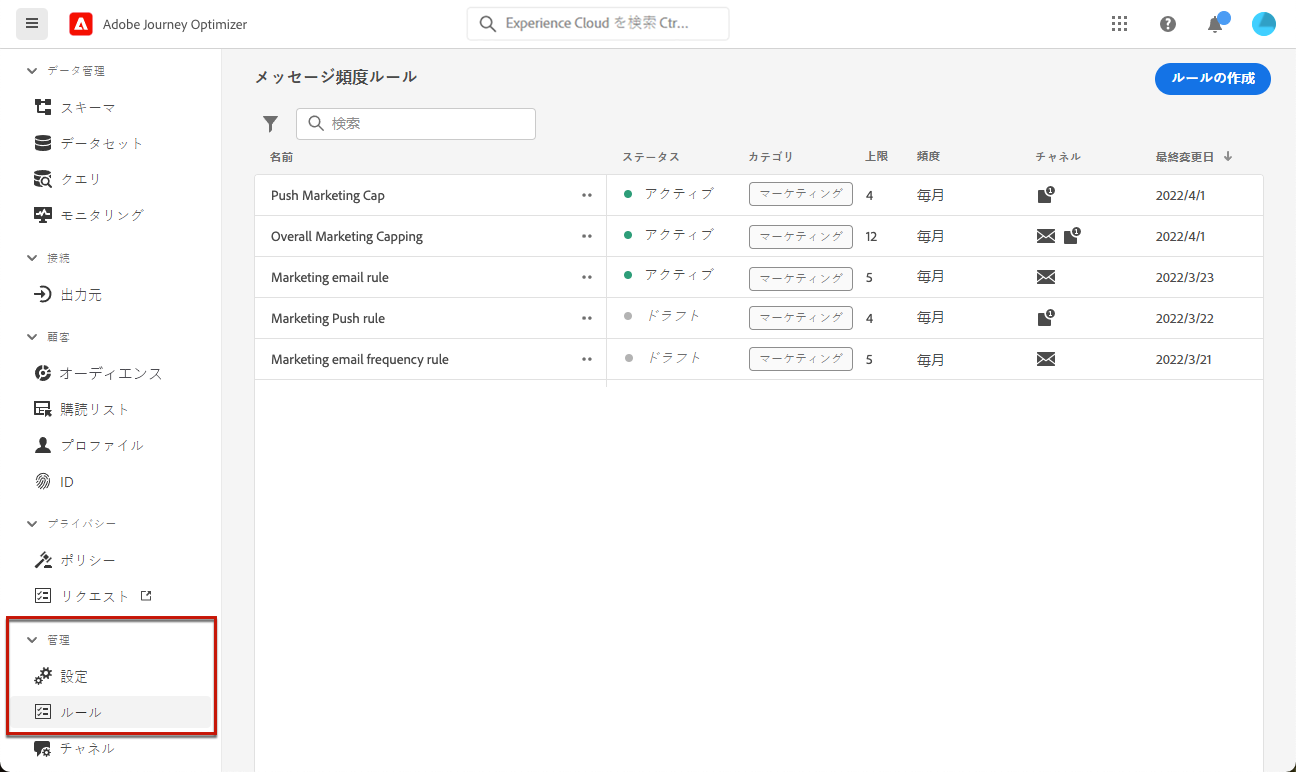 Adobe Journey Optimizer
Experience Cloud を検索 Ctr...
データ管理
スキーマ
データセット
クエリ
モニタリング
接続
出力元
顧客
オーディエンス
購読リスト
プロファイル
ID
プライバシー
ポリシー
リクエスト
管理
設定
ルール
チャネル
メッセージ頻度ルール
ルールの作成
検索
名前 ステータス カテゴリ 上限 頻度 チャネル 最終変更日
Push Marketing Cap アクティブ マーケティング 4 毎月 1 2022/4/1
Overall Marketing Capping アクティブ マーケティング 12 毎月 1 2022/4/1
Marketing email rule アクティブ マーケティング 5 毎月 2022/3/23
Marketing Push rule ドラフト マーケティング 4 毎月 1 2022/3/22
Marketing email frequency rule ドラフト マーケティング 5 毎月 2022/3/21